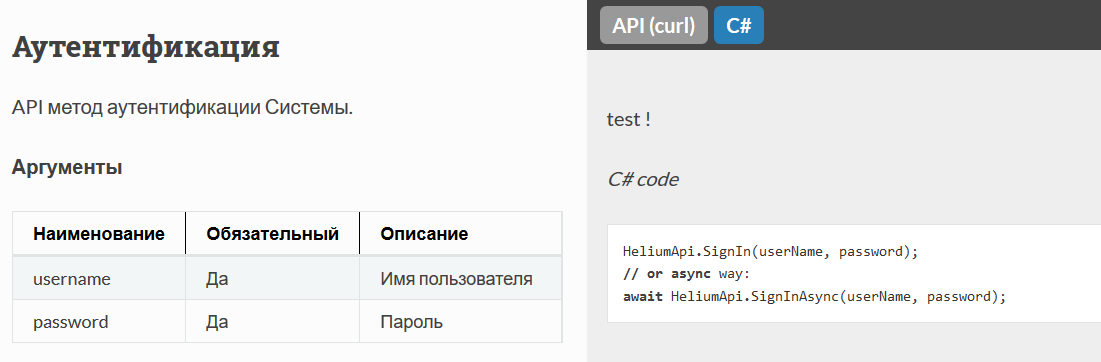 Аутентификация
API метод аутентификации Системы.
Аргументы
Наименование Обязательный Описание
username Да Имя пользователя
password Да Пароль
API (curl) C#
test !
C# code
HeliumApi.SignIn(userName, password);
// or async way:
await HeliumApi.SignInAsync(userName, password);